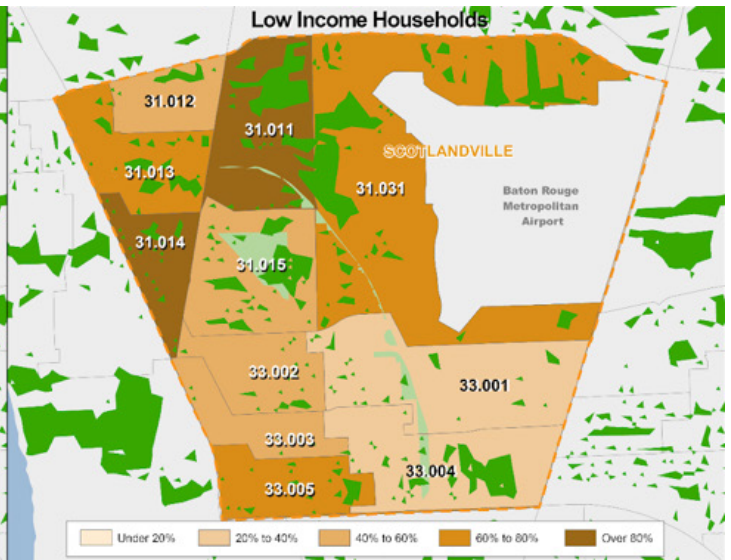 Low Income Households
31.012
31.011
SCOTLANDVILLE
31.013
31.031
Baton Rouge
Metropolitan
Airport
31.014
31.015
33.002
33.001
33.003
33.004
33.005
Under 20%
20% to 40%
40% to 60%
60% to 80%
Over 80%